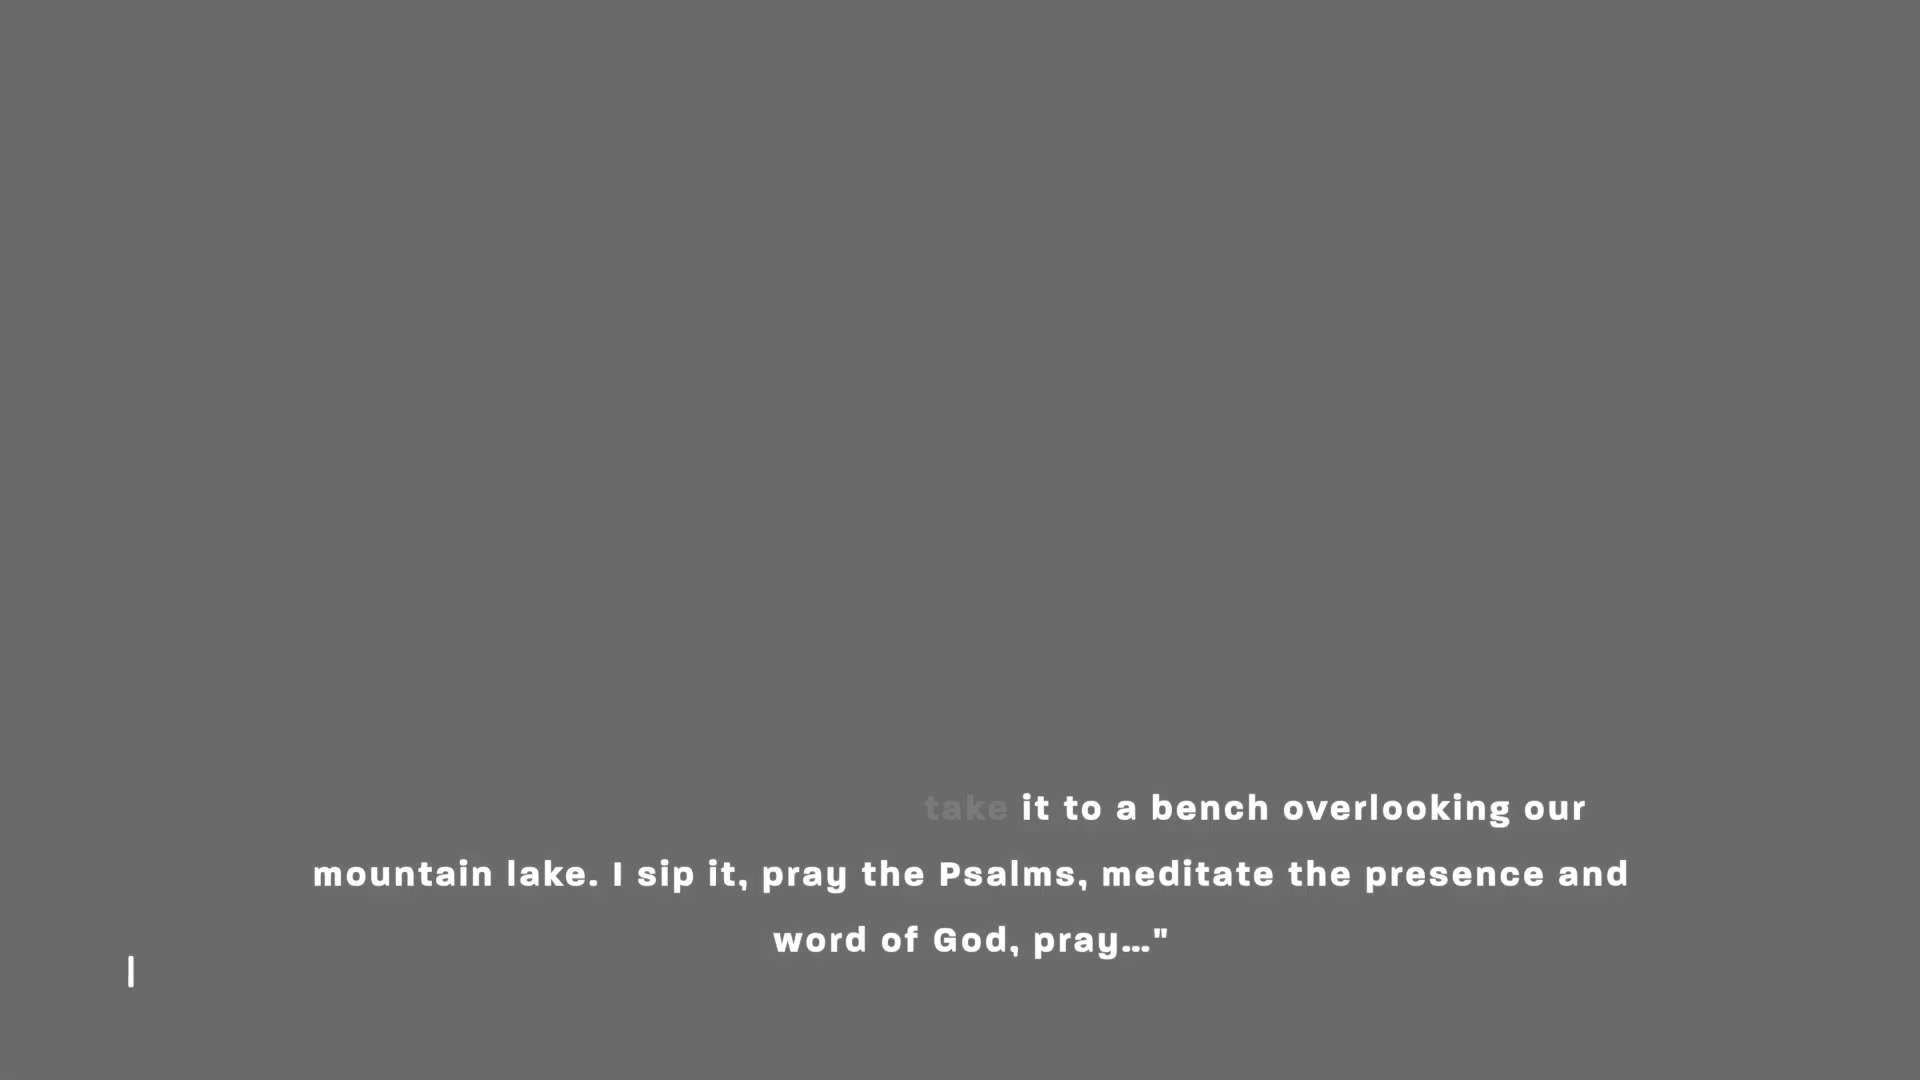 take it to a bench overlooking our
mountain lake. I sip it, pray the Psalms, meditate the presence and
word of God, pray…"